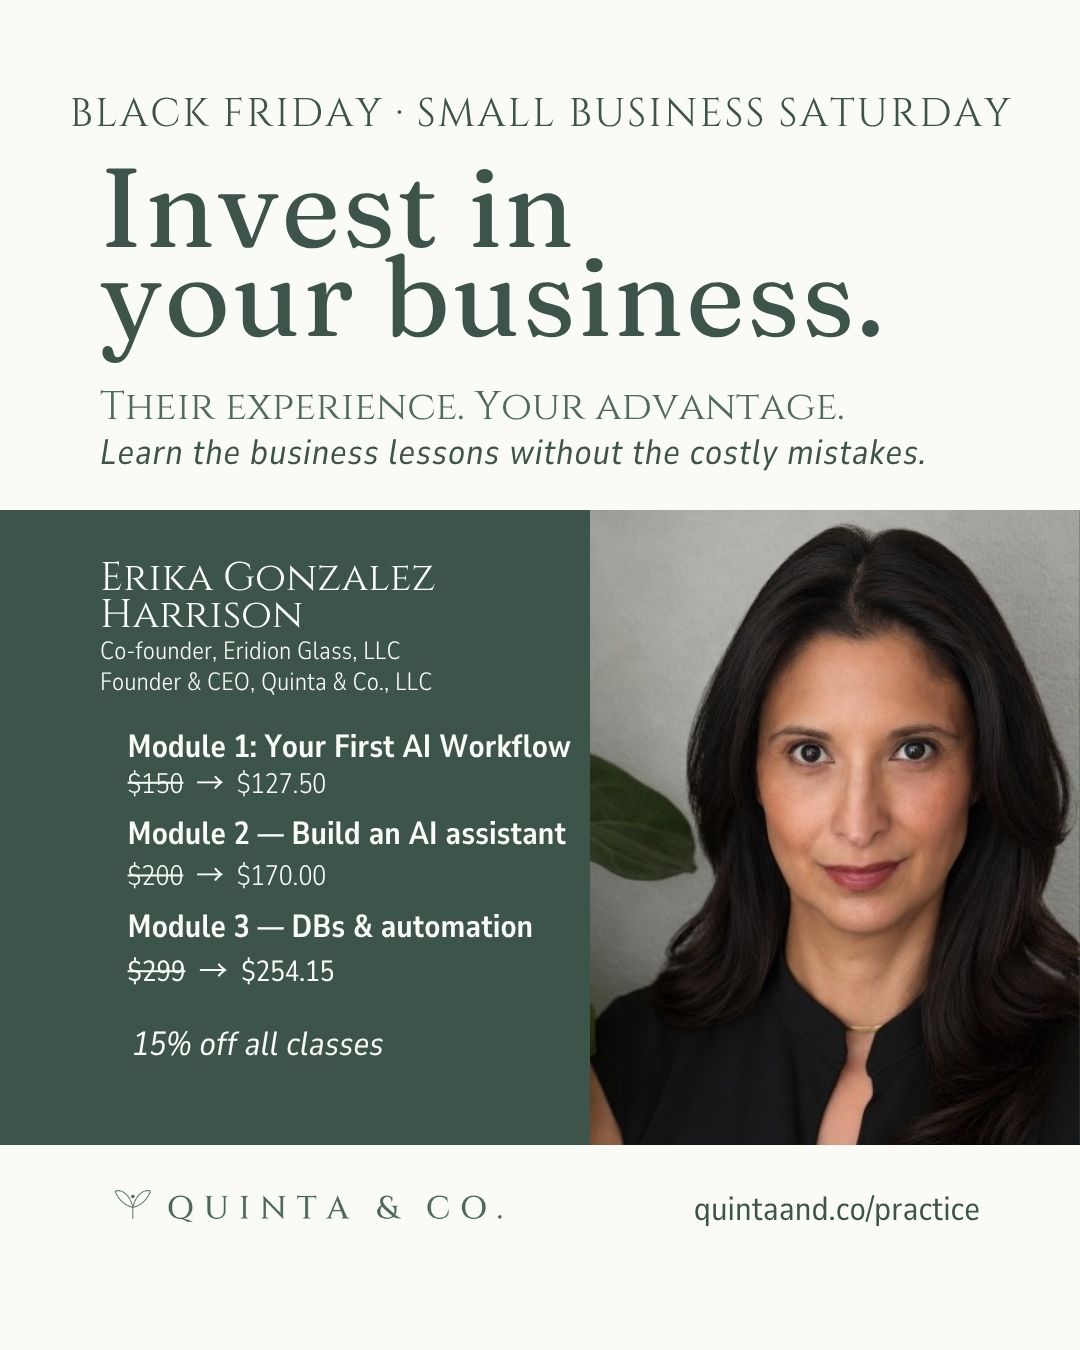 BLACK FRIDAY · SMALL BUSINESS SATURDAY
Invest in
your business.
THEIR EXPERIENCE. YOUR ADVANTAGE.
Learn the business lessons without the costly mistakes.
ERIKA GONZALEZ
HARRISON
Co-founder, Eridion Glass, LLC
Founder & CEO, Quinta & Co., LLC
Module 1: Your First AI Workflow
$150 → $127.50
Module 2 — Build an AI assistant
$200 → $170.00
Module 3 — DBs & automation
$299 → $254.15
15% off all classes
QUINTA & CO.
quintaand.co/practice